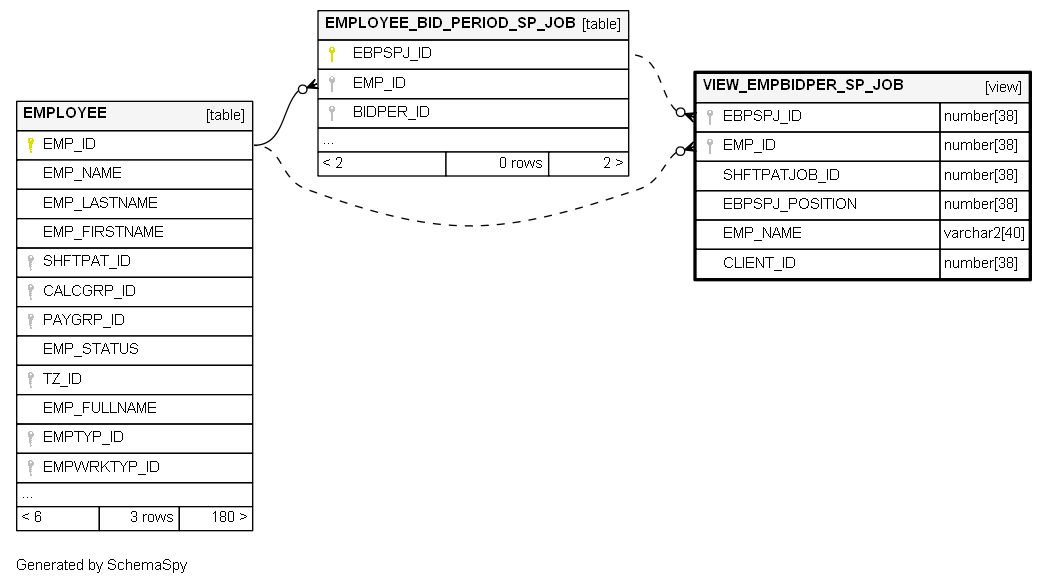 EMPLOYEE_BID_PERIOD_SP_JOB [table]
EBPSPJ_ID
EMP_ID
BIDPER_ID
...
< 2 0 rows 2 >
VIEW_EMPBIDPER_SP_JOB [view]
EBPSPJ_ID number[38]
EMP_ID number[38]
SHFTPATJOB_ID number[38]
EBPSPJ_POSITION number[38]
EMP_NAME varchar2[40]
CLIENT_ID number[38]
EMPLOYEE [table]
EMP_ID
EMP_NAME
EMP_LASTNAME
EMP_FIRSTNAME
SHFTPAT_ID
CALCGRP_ID
PAYGRP_ID
EMP_STATUS
TZ_ID
EMP_FULLNAME
EMPTYP_ID
EMPWRKTYP_ID
...
< 6 3 rows 180 >
Generated by SchemaSpy